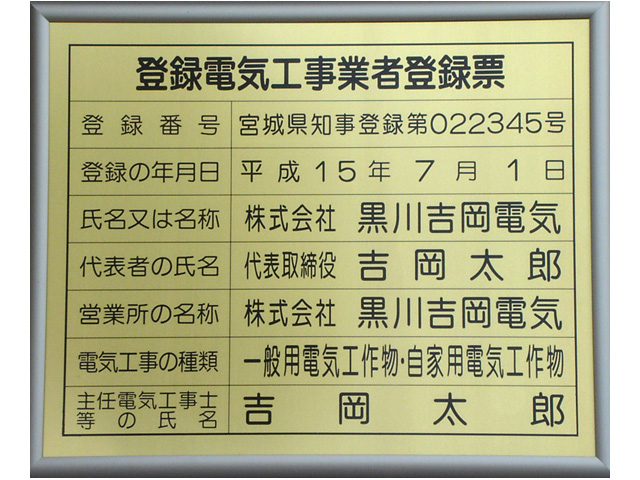 登録電気工事業者登録票
登録番号 宮城県知事登録第022345号
登録の年月日 平成15年7月1日
氏名又は名称 株式会社 黒川吉岡電気
代表者の氏名 代表取締役 吉岡太郎
営業所の名称 株式会社 黒川吉岡電気
電気工事の種類 一般用電気工作物・自家用電気工作物
主任電気工事士
等の氏名 吉岡太郎